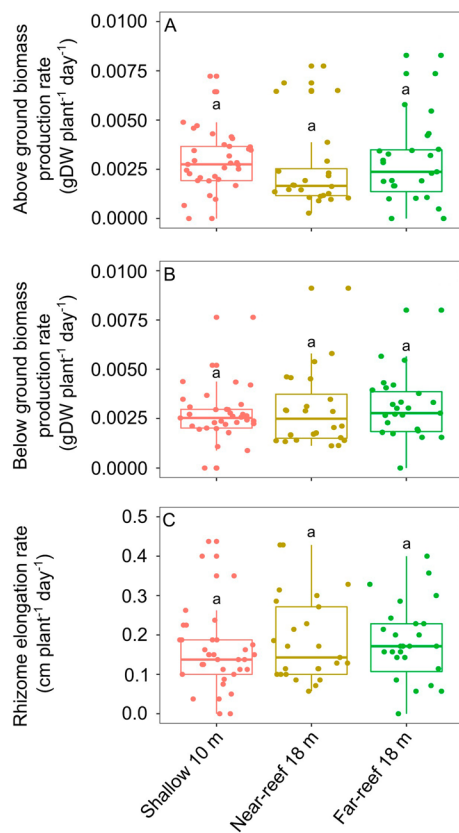 A
Above ground biomass
production rate
(gDW plant⁻¹ day⁻¹)
0.0100
0.0075
0.0050
0.0025
0.0000
a
a
a
B
Below ground biomass
production rate
(gDW plant⁻¹ day⁻¹)
0.0100
0.0075
0.0050
0.0025
0.0000
a
a
a
C
Rhizome elongation rate
(cm plant⁻¹ day⁻¹)
0.5
0.4
0.3
0.2
0.1
0.0
a
a
a
Shallow 10 m
Near-reef 18 m
Far-reef 18 m